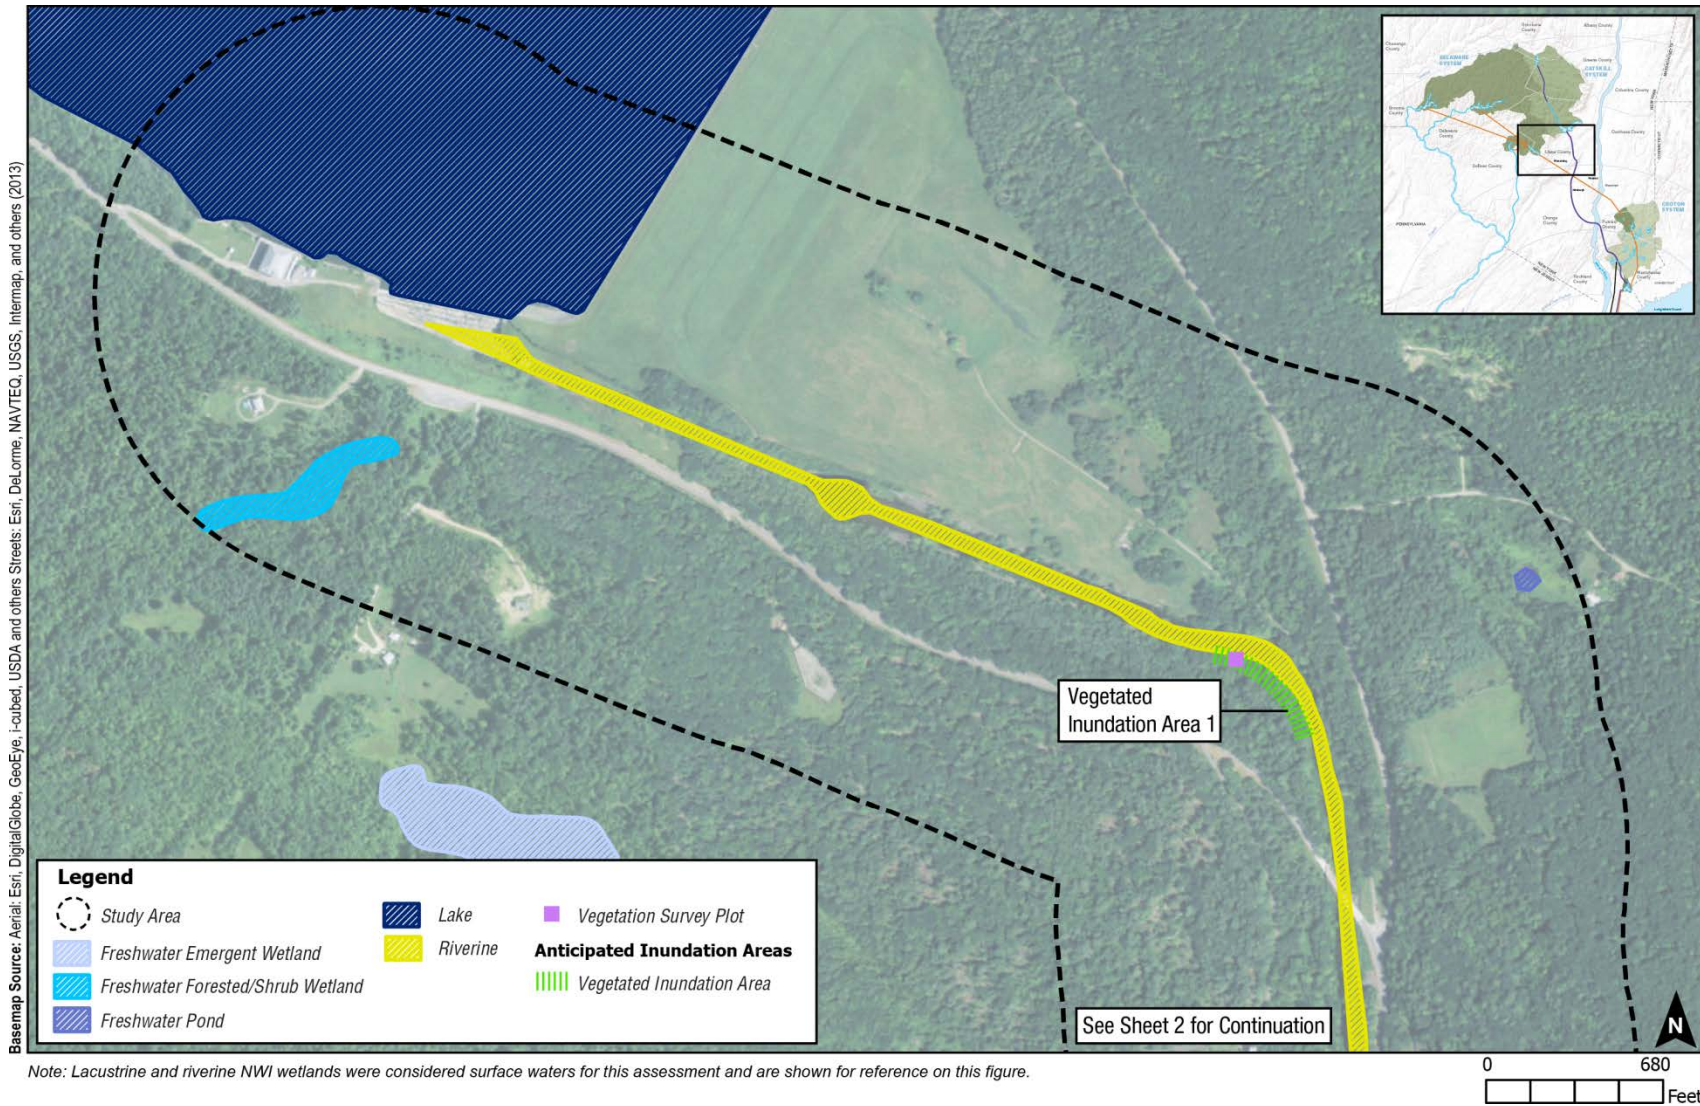 Basemap Source: Aerial: Esri, DigitalGlobe, GeoEye, i-cubed, USDA and others Streets: Esri, DeLorme, NAVTEQ, USGS, Intermap, and others (2013)
DELAWARE
SYSTEM
CATSKILL
SYSTEM
CROTON
SYSTEM
PENNSYLVANIA
Vegetated
Inundation Area 1
Legend
Study Area
Freshwater Emergent Wetland
Freshwater Forested/Shrub Wetland
Freshwater Pond
Lake
Riverine
Vegetation Survey Plot
Anticipated Inundation Areas
Vegetated Inundation Area
See Sheet 2 for Continuation
N
Note: Lacustrine and riverine NWI wetlands were considered surface waters for this assessment and are shown for reference on this figure.
0 680
Feet